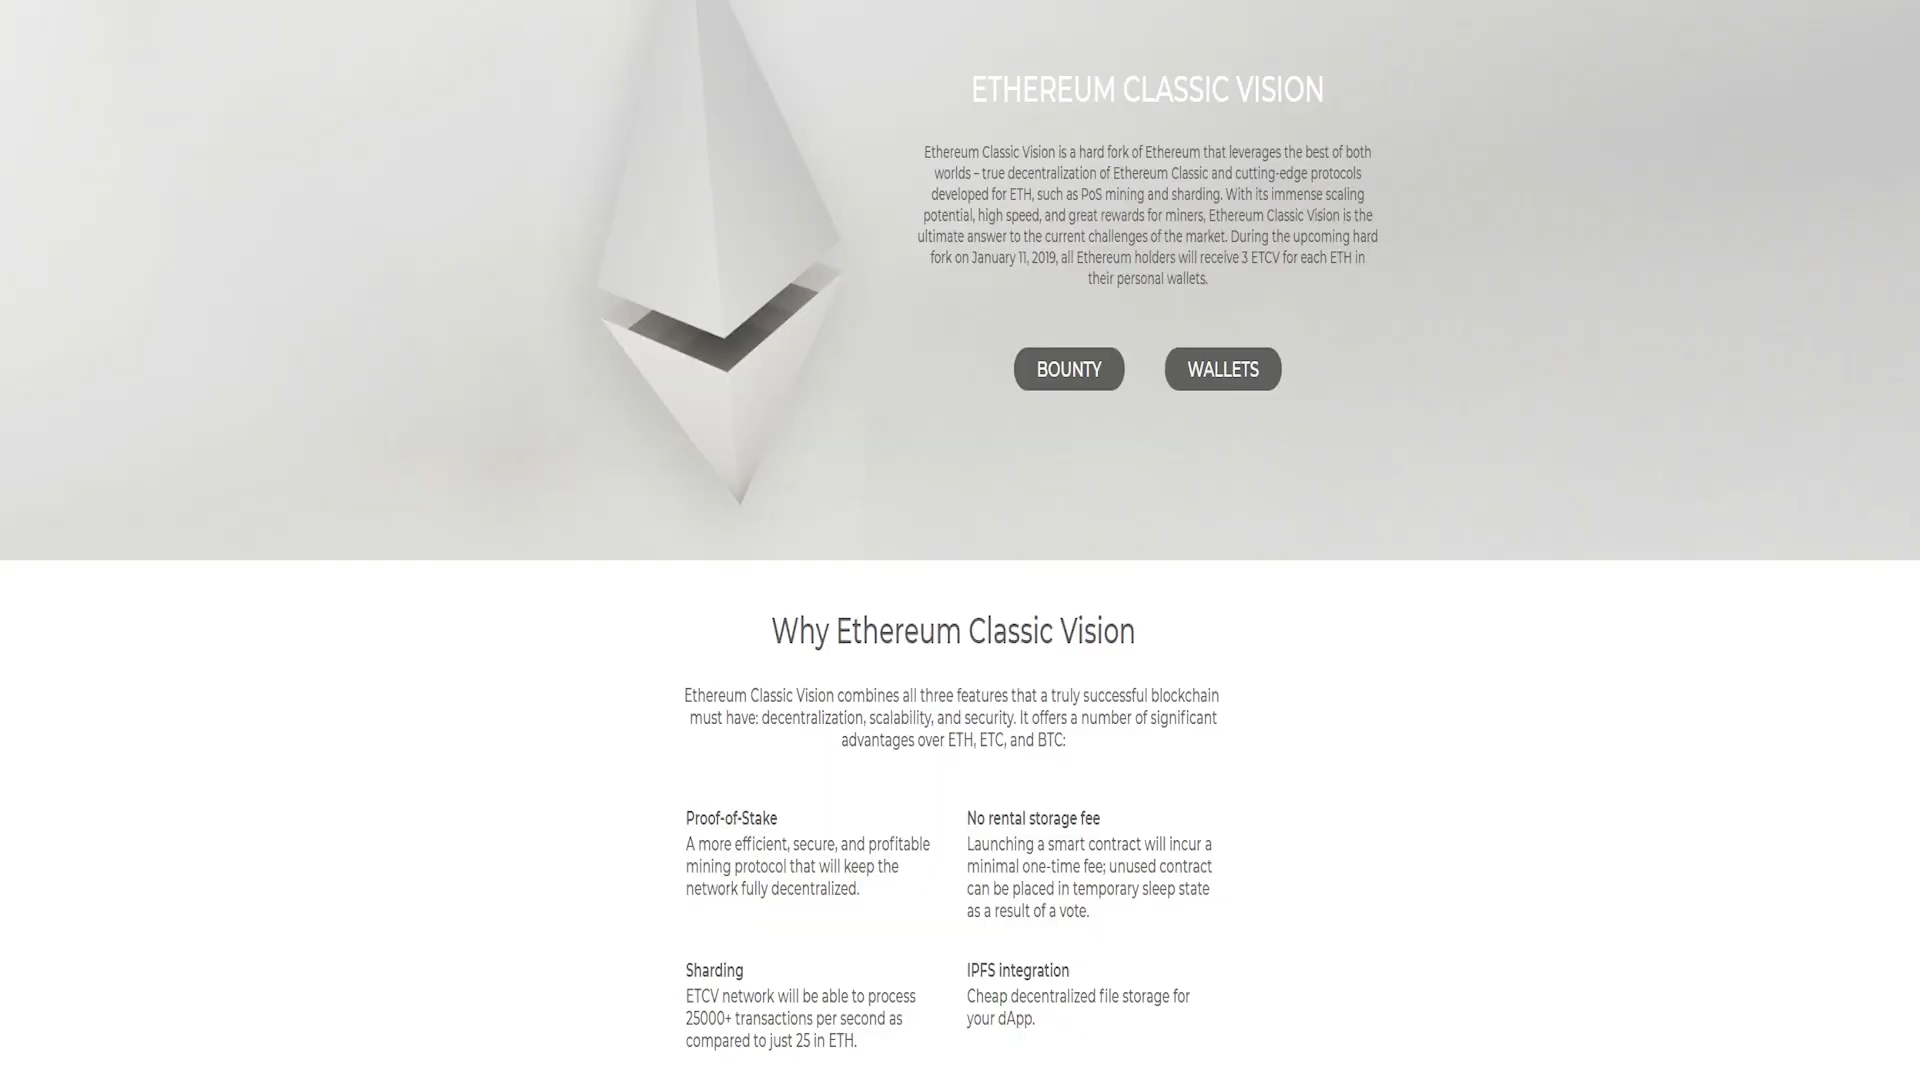 ETHEREUM CLASSIC VISION
Ethereum Classic Vision is a hard fork of Ethereum that leverages the best of both
worlds – true decentralization of Ethereum Classic and cutting-edge protocols
developed for ETH, such as PoS mining and sharding. With its immense scaling
potential, high speed, and great rewards for miners, Ethereum Classic Vision is the
ultimate answer to the current challenges of the market. During the upcoming hard
fork on January 11, 2019, all Ethereum holders will receive 3 ETCV for each ETH in
their personal wallets.
BOUNTY WALLETS
Why Ethereum Classic Vision
Ethereum Classic Vision combines all three features that a truly successful blockchain
must have: decentralization, scalability, and security. It offers a number of significant
advantages over ETH, ETC, and BTC:
Proof-of-Stake
A more efficient, secure, and profitable
mining protocol that will keep the
network fully decentralized.
No rental storage fee
Launching a smart contract will incur a
minimal one-time fee; unused contract
can be placed in temporary sleep state
as a result of a vote.
Sharding
ETCV network will be able to process
25000+ transactions per second as
compared to just 25 in ETH.
IPFS integration
Cheap decentralized file storage for
your dApp.